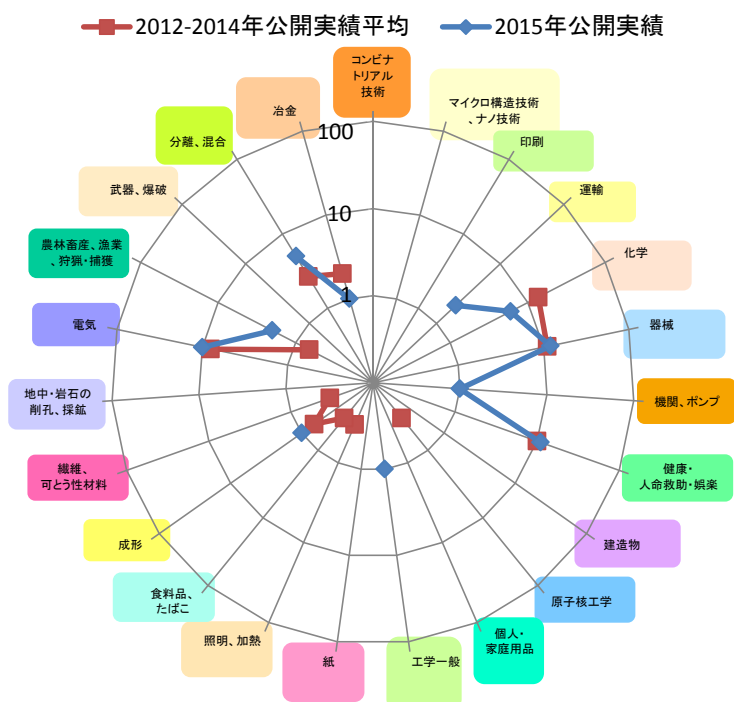 2012-2014年公開実績平均
2015年公開実績
コンビナ
トリアル
技術
マイクロ構造技術
、ナノ技術
印刷
運輸
化学
器械
機関、ポンプ
健康・
人命救助・娯楽
建造物
原子核工学
個人・
家庭用品
工学一般
紙
照明、加熱
食料品、
たばこ
成形
繊維、
可とう性材料
地中・岩石の
削孔、採鉱
電気
農林畜産、漁業
、狩猟・捕獲
武器、爆破
分離、混合
冶金
100
10
1